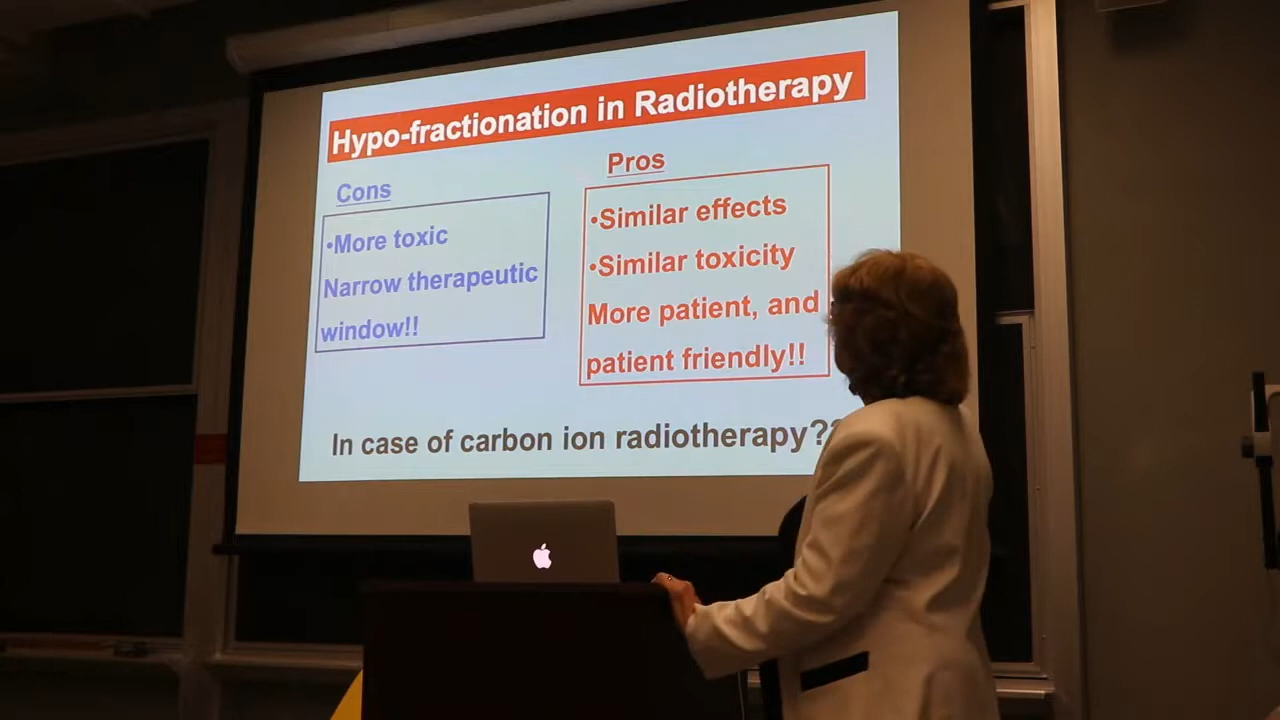 Hypo-fractionation in Radiotherapy
Cons
•More toxic
Narrow therapeutic
window!!
Pros
•Similar effects
•Similar toxicity
More patient, and
patient friendly!!
In case of carbon ion radiotherapy??